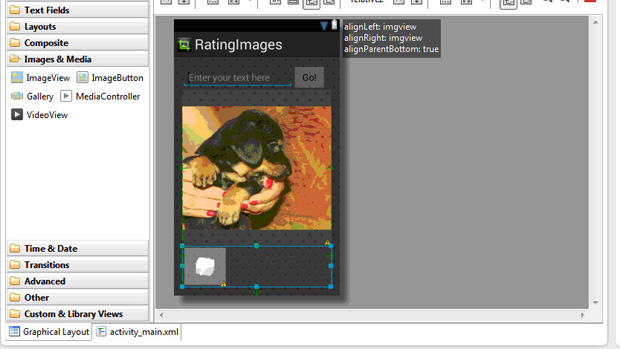 Text Fields
Layouts
Composite
Images & Media
ImageView
ImageButton
Gallery
MediaController
VideoView
Time & Date
Transitions
Advanced
Other
Custom & Library Views
Graphical Layout
activity_main.xml
RatingImages
Enter your text here
Go!
alignLeft: imgview
alignRight: imgview
alignParentBottom: true